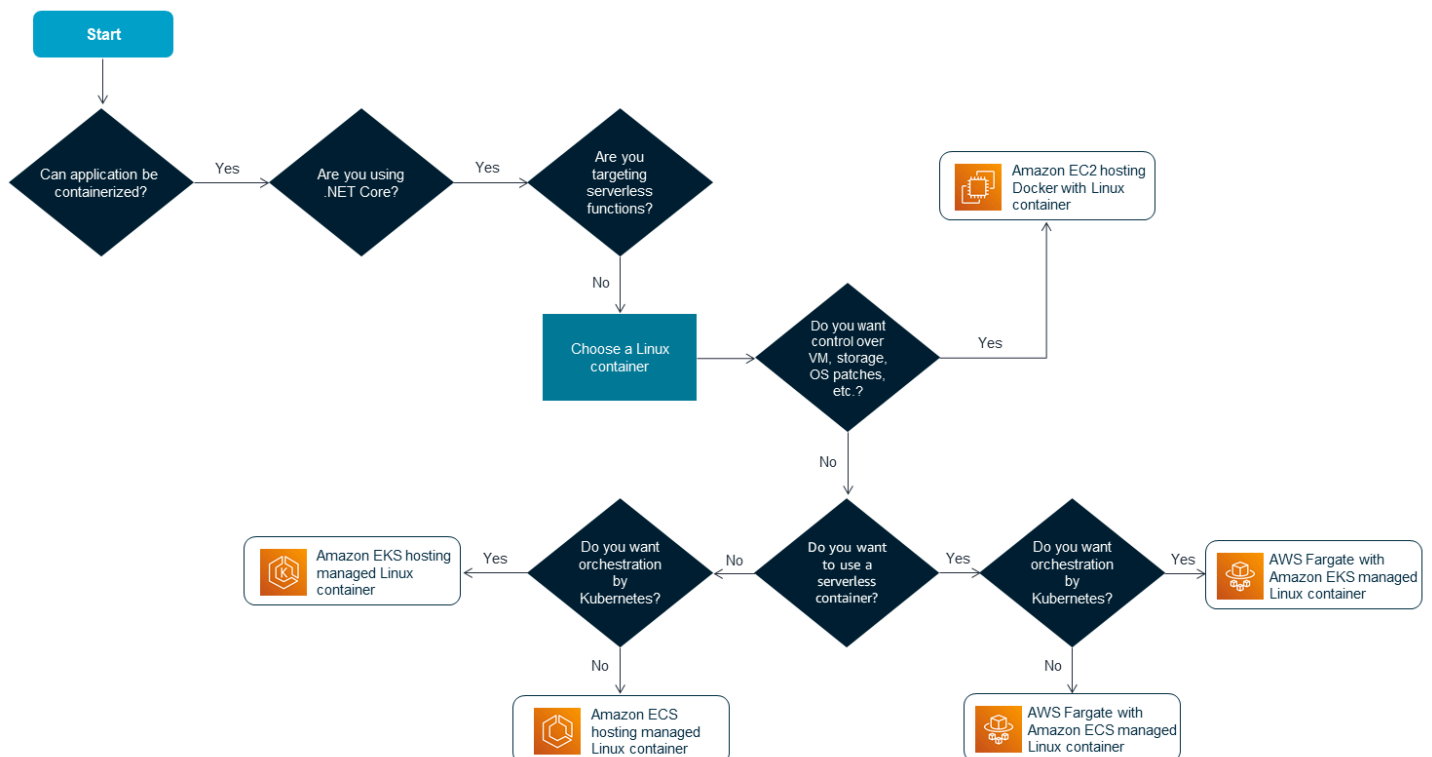 Start
Can application be
containerized?
Yes
Are you using
.NET Core?
Yes
Are you
targeting
serverless
functions?
No
Choose a Linux
container
Do you want
control over
VM, storage,
OS patches,
etc.?
Yes
Amazon EC2 hosting
Docker with Linux
container
No
Do you want
to use a
serverless
container?
No
Do you want
orchestration
by
Kubernetes?
Yes
Amazon EKS hosting
managed Linux
container
K
No
Amazon ECS
hosting managed
Linux container
Yes
Do you want
orchestration
by
Kubernetes?
Yes
AWS Fargate with
Amazon EKS managed
Linux container
No
AWS Fargate with
Amazon ECS managed
Linux container